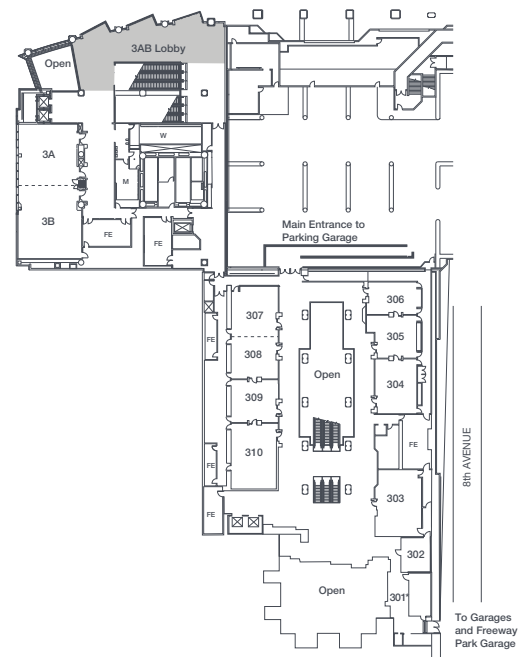 3AB Lobby
Open
3A
W
M
3B
FE
FE
Main Entrance to
Parking Garage
306
307
305
FE
308
Open
304
309
FE
310
FE
303
FE
302
Open
301*
8th AVENUE
To Garages
and Freeway
Park Garage